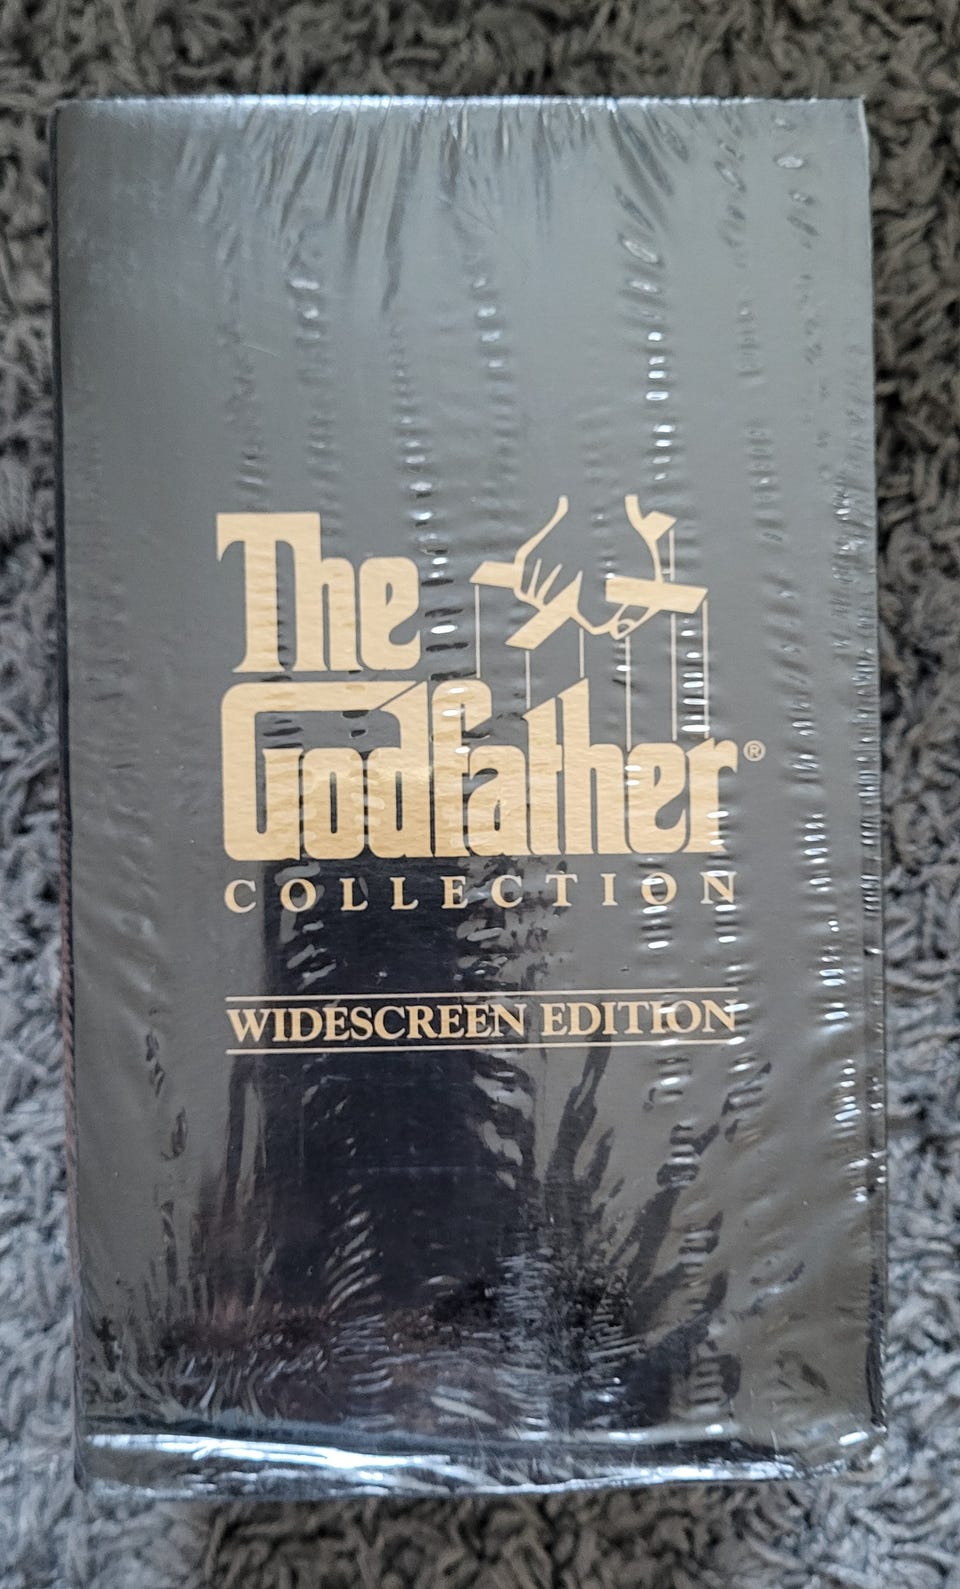 The
Godfather®
COLLECTION
WIDESCREEN EDITION